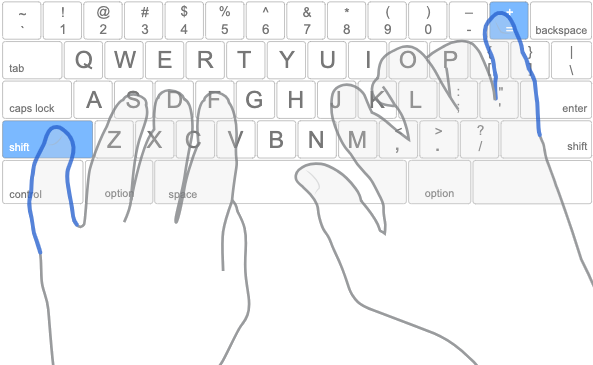 ~ ! @ # $ % ^ & * ( ) – +
` 1 2 3 4 5 6 7 8 9 0 - = backspace
tab Q W E R T Y U I O P [ } ] | \
caps lock A S D F G H J K L : ; " ' enter
shift Z X C V B N M < , > . ? / shift
control option space option